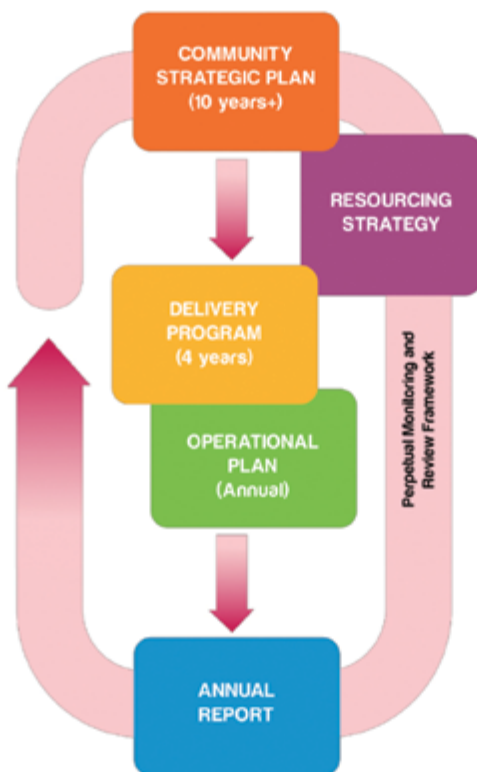 COMMUNITY
STRATEGIC PLAN
(10 years+)
RESOURCING
STRATEGY
DELIVERY
PROGRAM
(4 years)
OPERATIONAL
PLAN
(Annual)
Perpetual Monitoring and
Review Framework
ANNUAL
REPORT